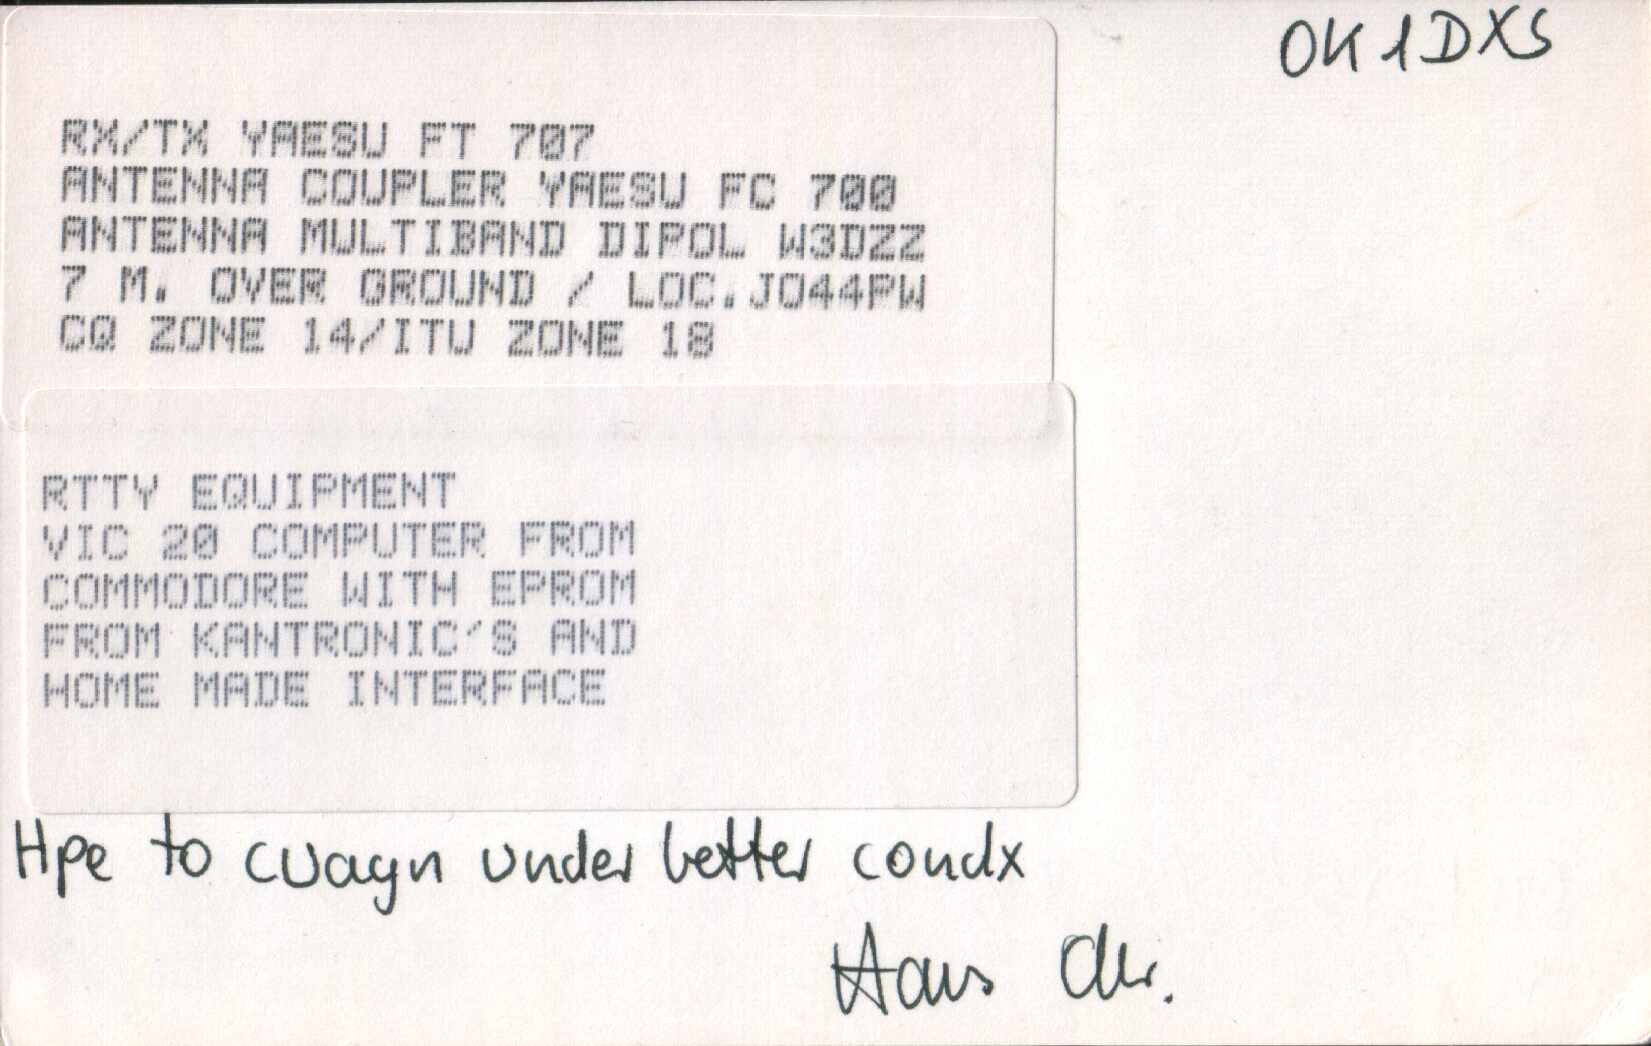 OK1DXS
RX/TX YAESU FT 707
ANTENNA COUPLER YAESU FC 700
ANTENNA MULTIBAND DIPOL W3DZZ
7 M. OVER GROUND / LOC.JO44PW
CQ ZONE 14/ITU ZONE 18
RTTY EQUIPMENT
VIC 20 COMPUTER FROM
COMMODORE WITH EPROM
FROM KANTRONIC'S AND
HOME MADE INTERFACE
Hpe to cuagn under better condx
Hans Chr.